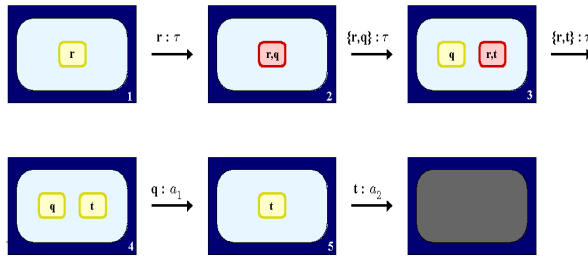 r : τ {r,q} : τ {r,t} : τ
r r,q q r,t
1 2 3
q : a₁ t : a₂
q t t
4 5